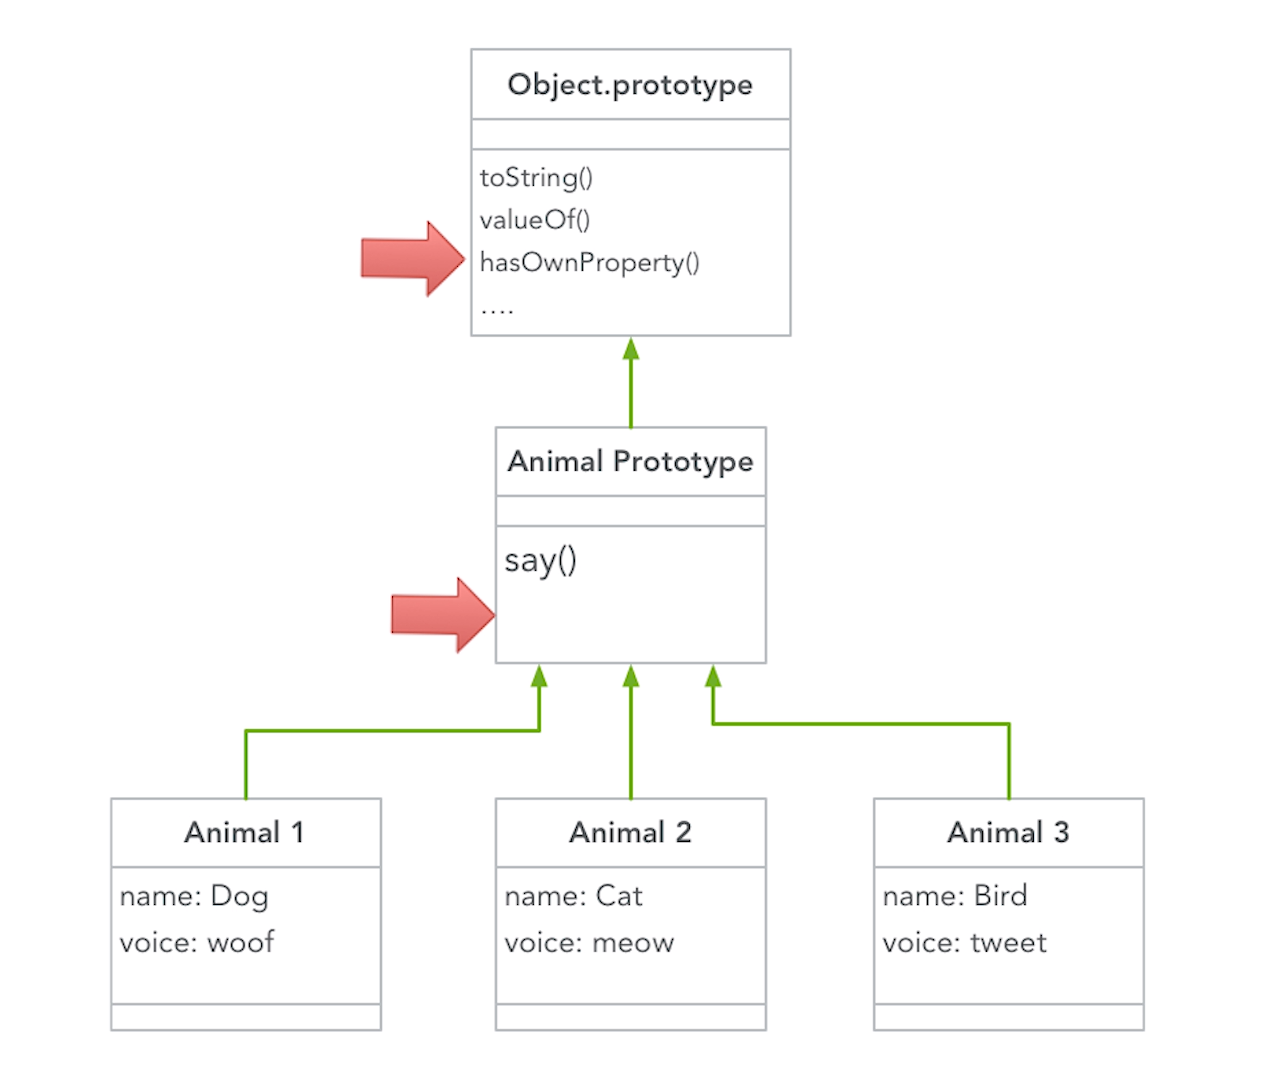 Object.prototype
toString()
valueOf()
hasOwnProperty()
....
Animal Prototype
say()
Animal 1
name: Dog
voice: woof
Animal 2
name: Cat
voice: meow
Animal 3
name: Bird
voice: tweet